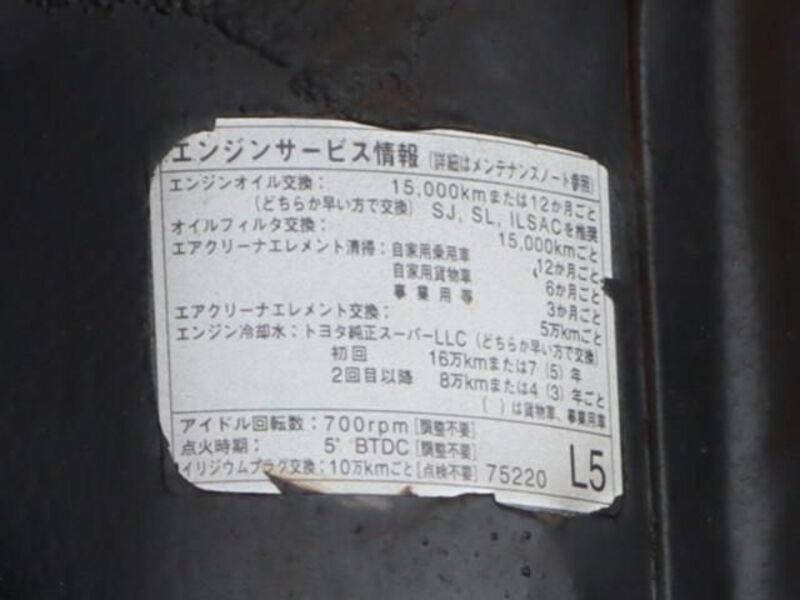 エンジンサービス情報 (詳細はメンテナンスノート参照)
エンジンオイル交換: 15,000kmまたは12か月ごと
(どちらか早い方で交換) SJ, SL, ILSACを推奨
オイルフィルタ交換: 15,000kmごと
エアクリーナエレメント清掃: 自家用乗用車 12か月ごと
自家用貨物車 6か月ごと
事業用等 3か月ごと
エアクリーナエレメント交換: 5万kmごと
エンジン冷却水: トヨタ純正スーパーLLC (どちらか早い方で交換)
初回 16万kmまたは7 (5) 年
2回目以降 8万kmまたは4 (3) 年ごと
( ) は貨物車、事業用車
アイドル回転数: 700rpm [調整不要]
点火時期: 5° BTDC [調整不要]
イリジウムプラグ交換: 10万kmごと [点検不要] 75220 L5